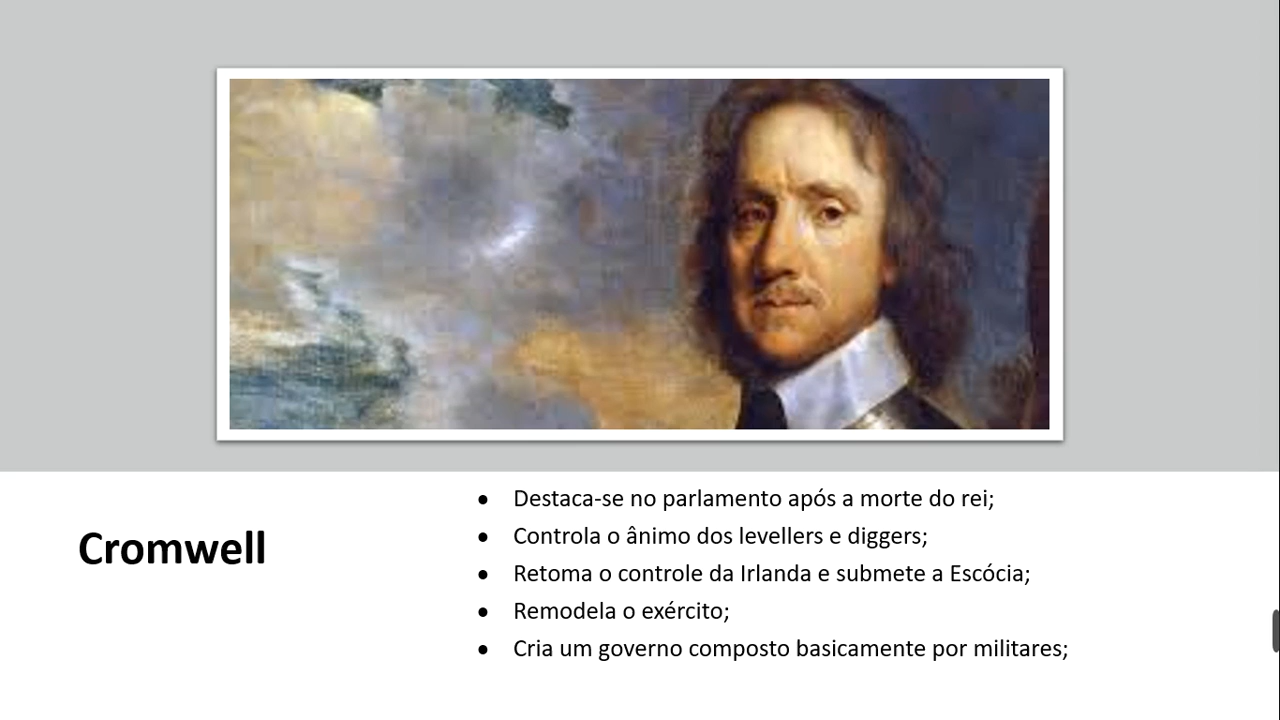 Cromwell
• Destaca-se no parlamento após a morte do rei;
• Controla o ânimo dos levellers e diggers;
• Retoma o controle da Irlanda e submete a Escócia;
• Remodela o exército;
• Cria um governo composto basicamente por militares;